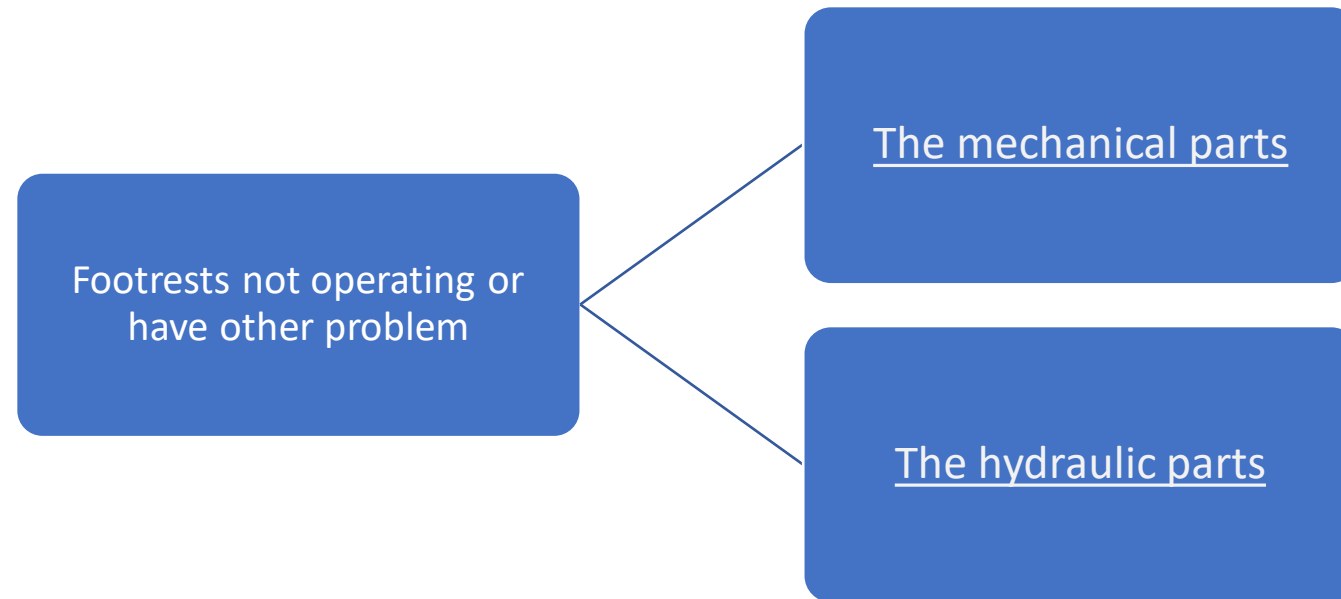 The mechanical parts
Footrests not operating or
have other problem
The hydraulic parts